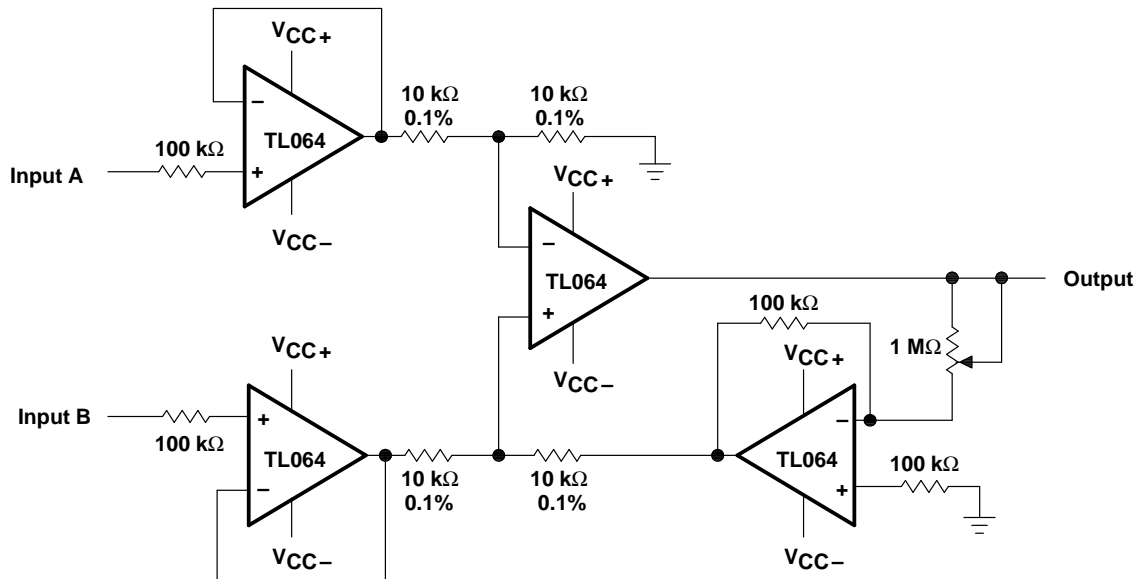 VCC+
10 kΩ
0.1%
10 kΩ
0.1%
−
TL064
100 kΩ
+
Input A
VCC−
VCC+
−
TL064
+
VCC−
Output
100 kΩ
1 MΩ
VCC+
−
TL064
+
100 kΩ
VCC−
VCC+
Input B
+
100 kΩ
TL064
−
10 kΩ
0.1%
10 kΩ
0.1%
VCC−